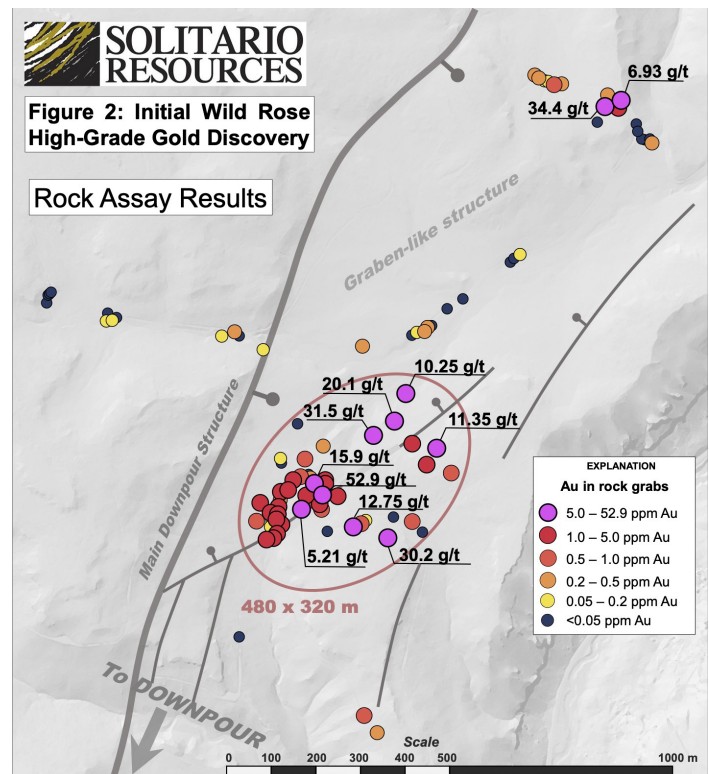 SOLITARIO
RESOURCES
Figure 2: Initial Wild Rose
High-Grade Gold Discovery
Rock Assay Results
6.93 g/t
34.4 g/t
Graben-like structure
10.25 g/t
20.1 g/t
31.5 g/t
11.35 g/t
15.9 g/t
52.9 g/t
12.75 g/t
5.21 g/t
30.2 g/t
Main Downpour Structure
480 x 320 m
To DOWNPOUR
EXPLANATION
Au in rock grabs
5.0 – 52.9 ppm Au
1.0 – 5.0 ppm Au
0.5 – 1.0 ppm Au
0.2 – 0.5 ppm Au
0.05 – 0.2 ppm Au
<0.05 ppm Au
Scale
0 100 200 300 400 500 1000 m